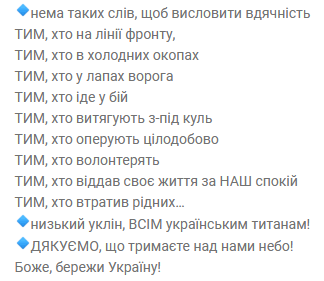 🔹нема таких слів, щоб висловити вдячність
ТИМ, хто на лінії фронту,
ТИМ, хто в холодних окопах
ТИМ, хто у лапах ворога
ТИМ, хто іде у бій
ТИМ, хто витягують з-під куль
ТИМ, хто оперують цілодобово
ТИМ, хто волонтерять
ТИМ, хто віддав своє життя за НАШ спокій
ТИМ, хто втратив рідних…
🔹низький уклін, ВСІМ українським титанам!
🔹ДЯКУЄМО, що тримаєте над нами небо!
Боже, бережи Україну!